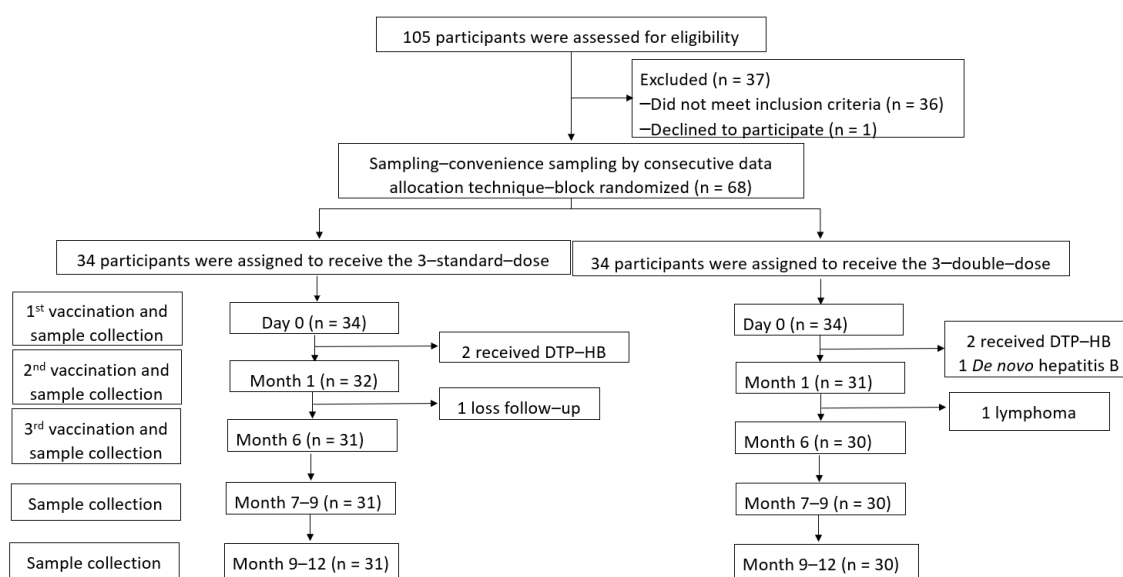 105 participants were assessed for eligibility
Excluded (n = 37)
–Did not meet inclusion criteria (n = 36)
–Declined to participate (n = 1)
Sampling–convenience sampling by consecutive data
allocation technique–block randomized (n = 68)
34 participants were assigned to receive the 3–standard–dose
34 participants were assigned to receive the 3–double–dose
1st vaccination and
sample collection
Day 0 (n = 34)
Day 0 (n = 34)
2 received DTP–HB
2 received DTP–HB
1 De novo hepatitis B
2nd vaccination and
sample collection
Month 1 (n = 32)
Month 1 (n = 31)
1 loss follow–up
1 lymphoma
3rd vaccination and
sample collection
Month 6 (n = 31)
Month 6 (n = 30)
Sample collection
Month 7–9 (n = 31)
Month 7–9 (n = 30)
Sample collection
Month 9–12 (n = 31)
Month 9–12 (n = 30)